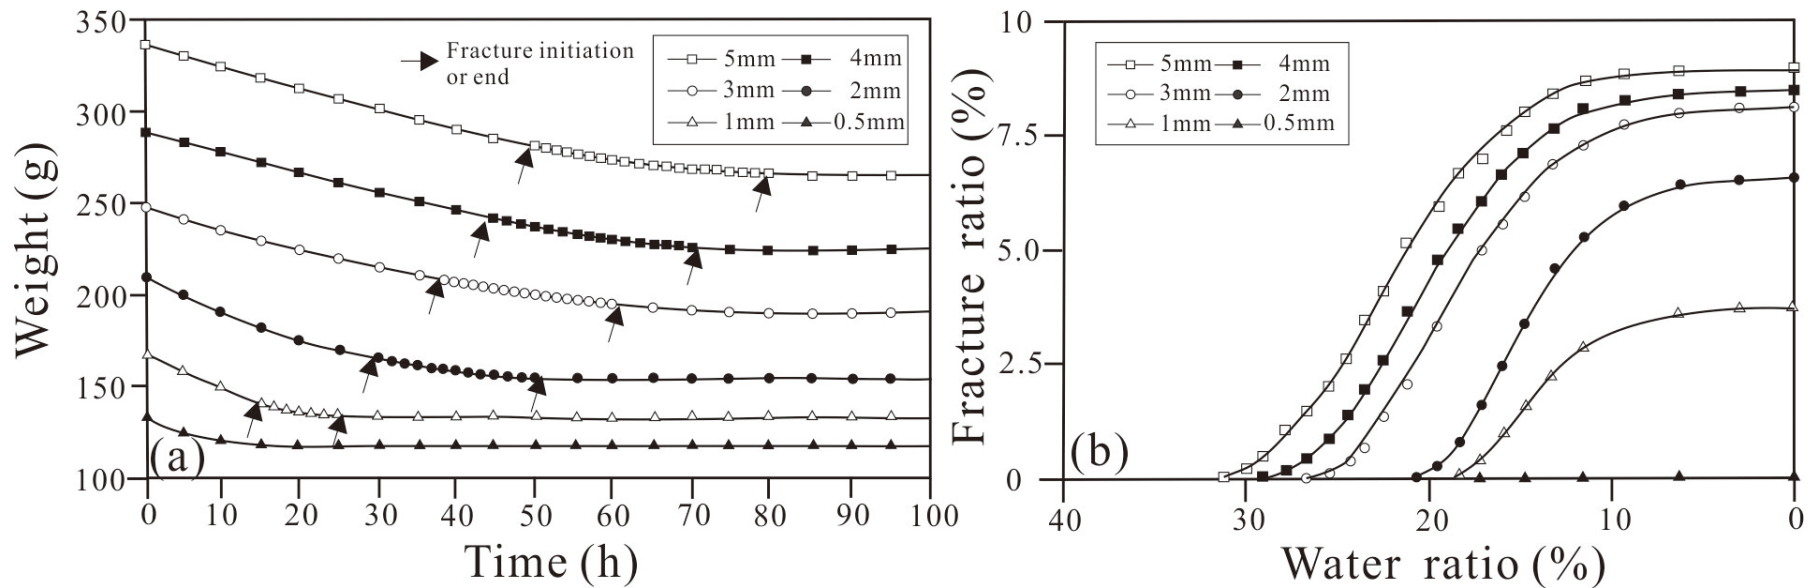 350
300
250
200
150
100
Weight (g)
Fracture initiation
or end
5mm 4mm
3mm 2mm
1mm 0.5mm
(a)
0 10 20 30 40 50 60 70 80 90 100
Time (h)
10
7.5
5.0
2.5
0
Fracture ratio (%)
5mm 4mm
3mm 2mm
1mm 0.5mm
(b)
40 30 20 10 0
Water ratio (%)